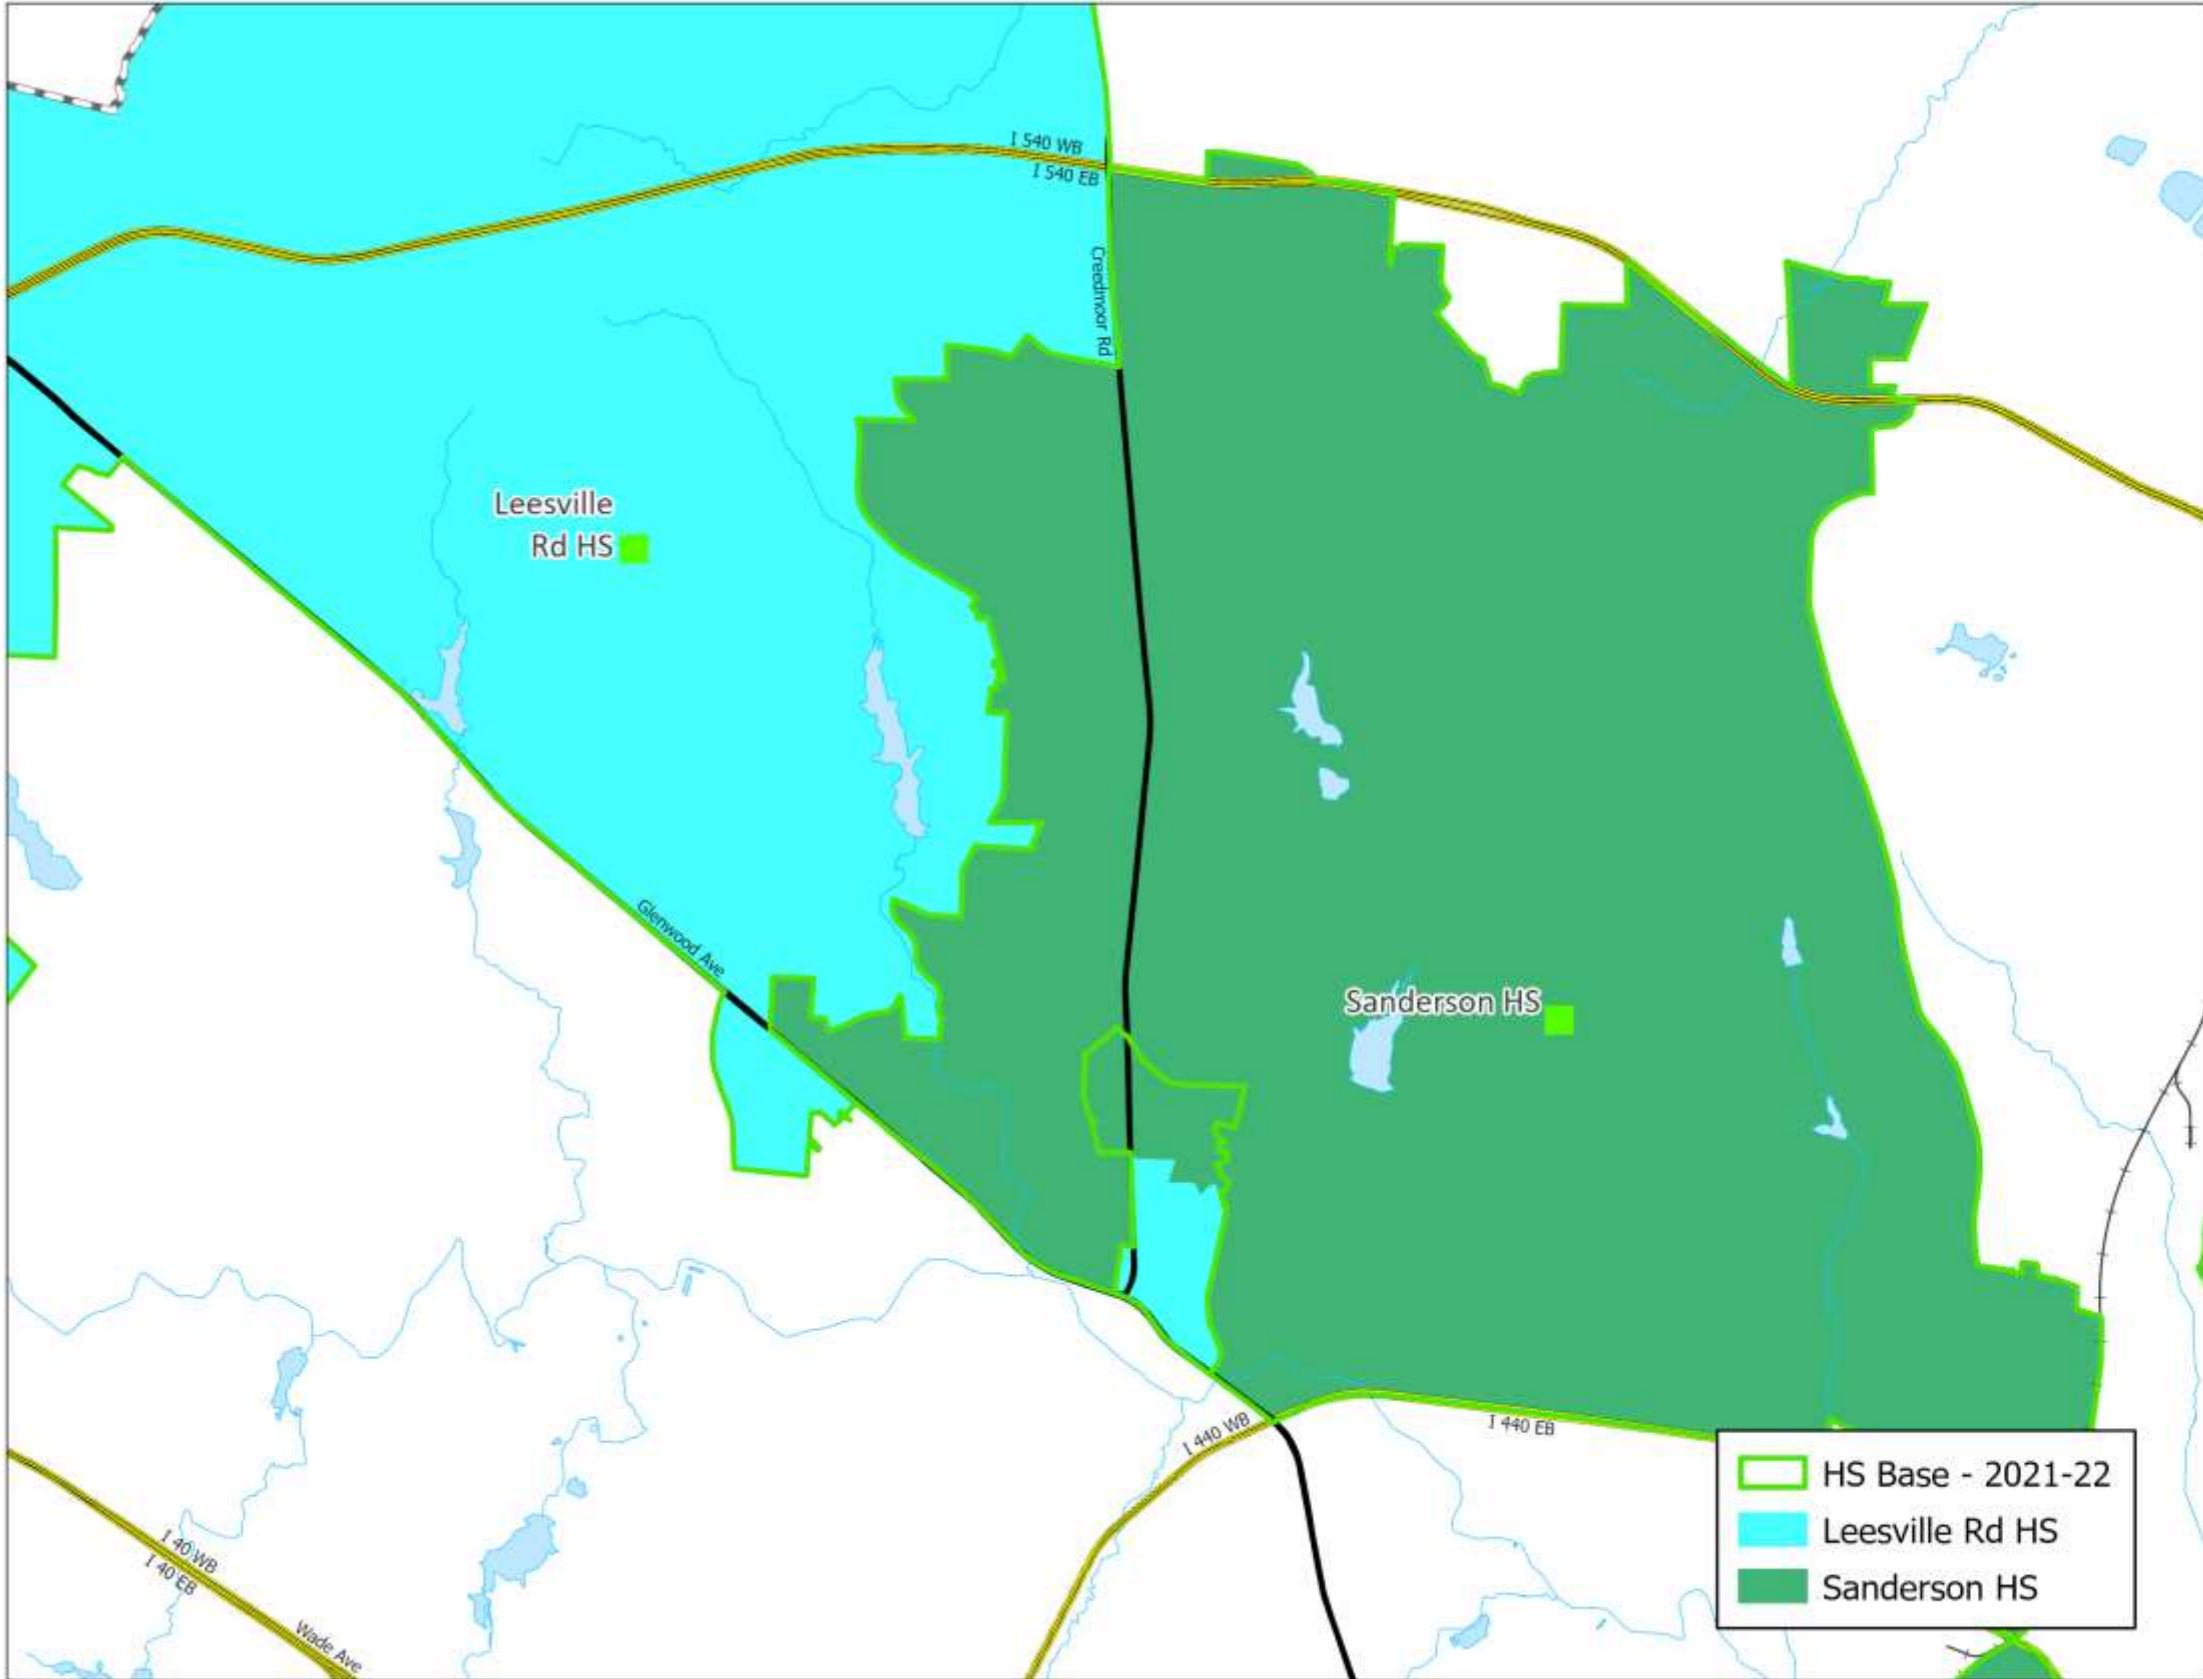 I 540 WB
I 540 EB
Creedmoor Rd
Leesville
Rd HS
Glenwood Ave
Sanderson HS
I 440 WB
I 440 EB
I 40 WB
I 40 EB
Wade Ave
HS Base - 2021-22
Leesville Rd HS
Sanderson HS